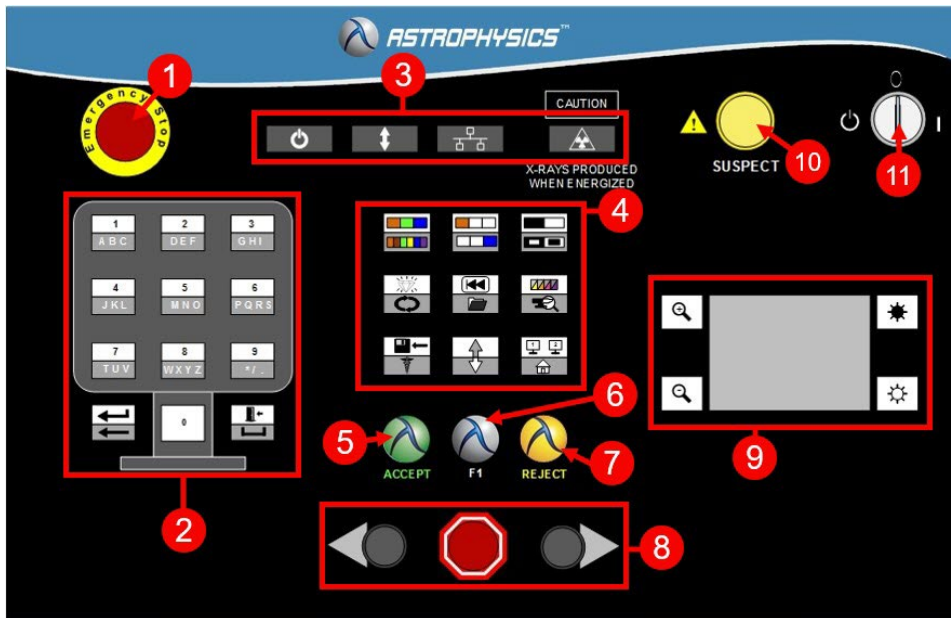 ASTROPHYSICS™
1
3
Emergency Stop
CAUTION
X-RAYS PRODUCED
WHEN ENERGIZED
10
SUSPECT
O
I
11
4
1
ABC
2
DEF
3
GHI
4
JKL
5
MNO
6
PQRS
7
TUV
8
WXYZ
9
*/.
0
1 2
2
5
ACCEPT
6
F1
7
REJECT
9
8